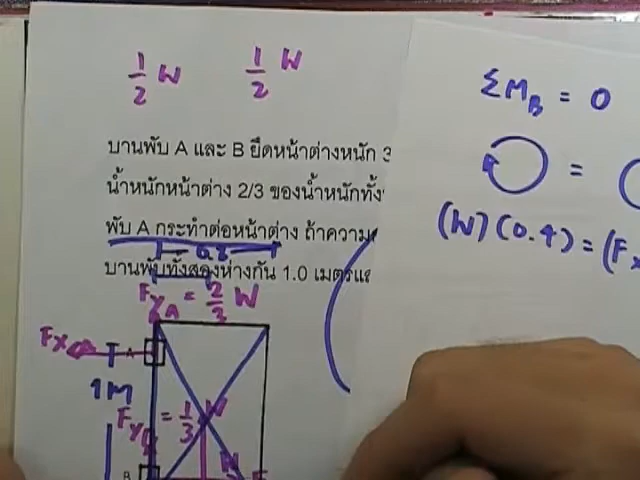 1/2 W 1/2 W
ΣM_B = 0
บานพับ A และ B ยึดหน้าต่างหนัก 3
น้ำหนักหน้าต่าง 2/3 ของน้ำหนักทั้ง
=
(W)(0.4) = (F
พับ A กระทำต่อหน้าต่าง ถ้าความ
0.8
บานพับทั้งสองห่างกัน 1.0 เมตรแล
F_yA = 2/3 W
Fx A
1 M
F_yB = 1/3 W
B